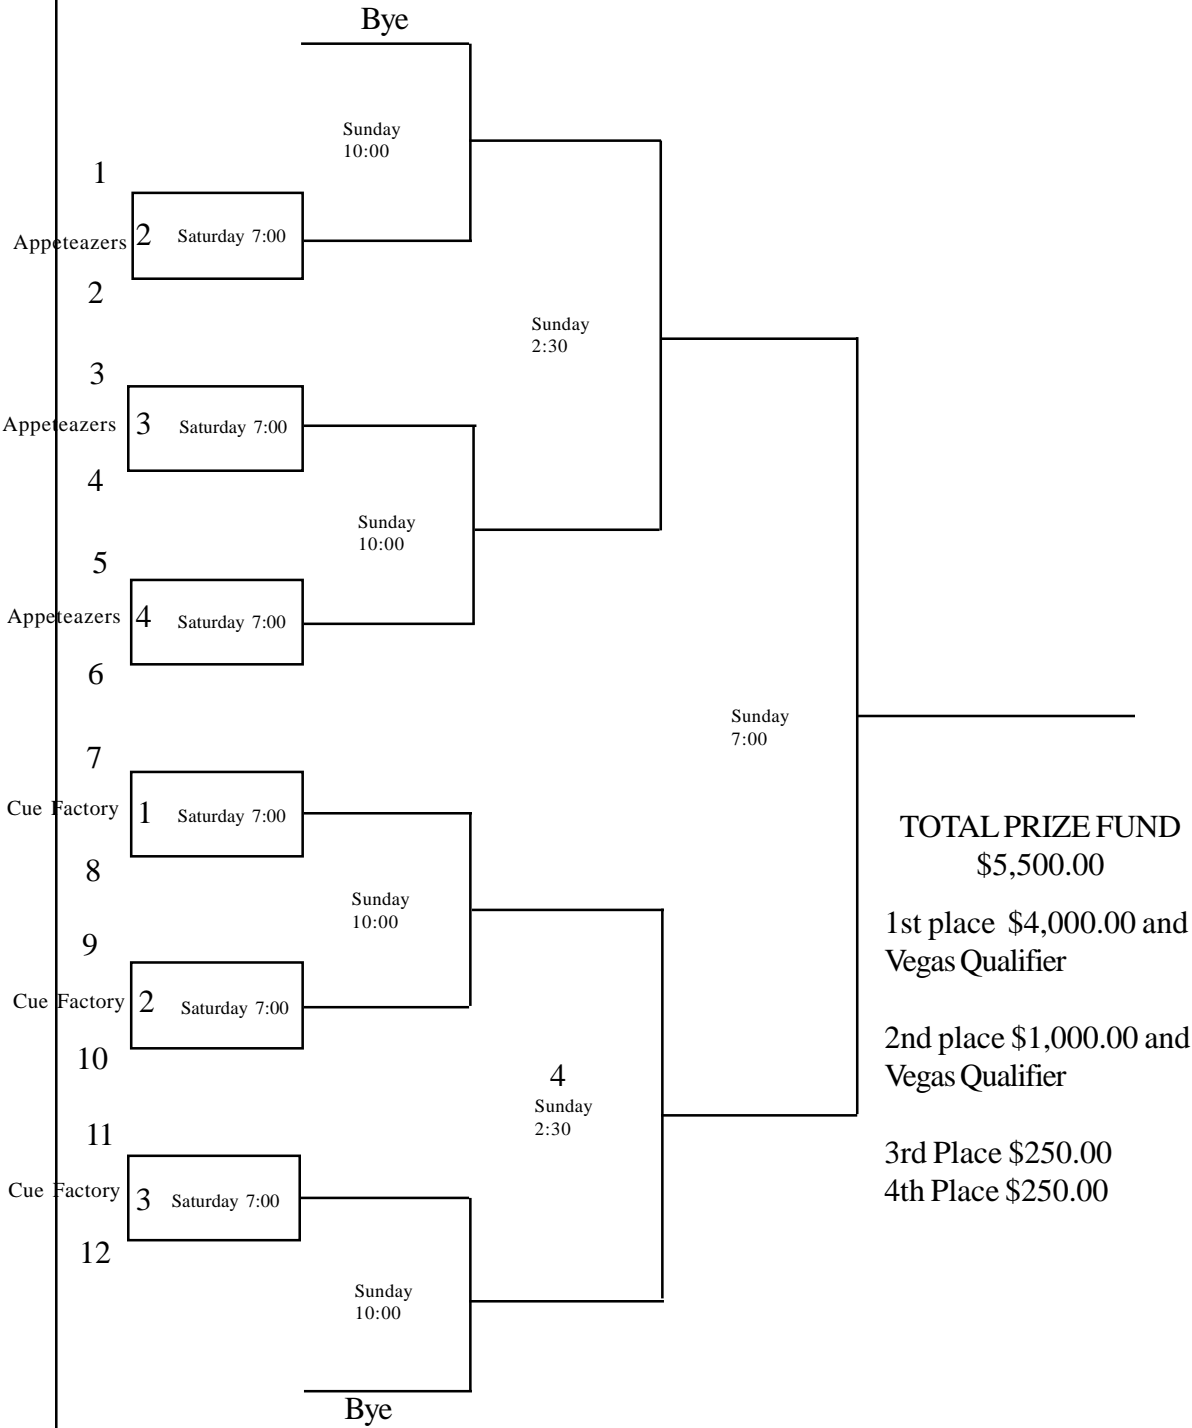 Bye
Sunday
10:00
1
Appeteazers 2 Saturday 7:00
2
Sunday
2:30
3
Appeteazers 3 Saturday 7:00
4
Sunday
10:00
5
Appeteazers 4 Saturday 7:00
6
Sunday
7:00
7
Cue Factory 1 Saturday 7:00
8
Sunday
10:00
9
Cue Factory 2 Saturday 7:00
10
4
Sunday
2:30
11
Cue Factory 3 Saturday 7:00
12
Sunday
10:00
Bye
TOTAL PRIZE FUND
$5,500.00
1st place $4,000.00 and
Vegas Qualifier
2nd place $1,000.00 and
Vegas Qualifier
3rd Place $250.00
4th Place $250.00